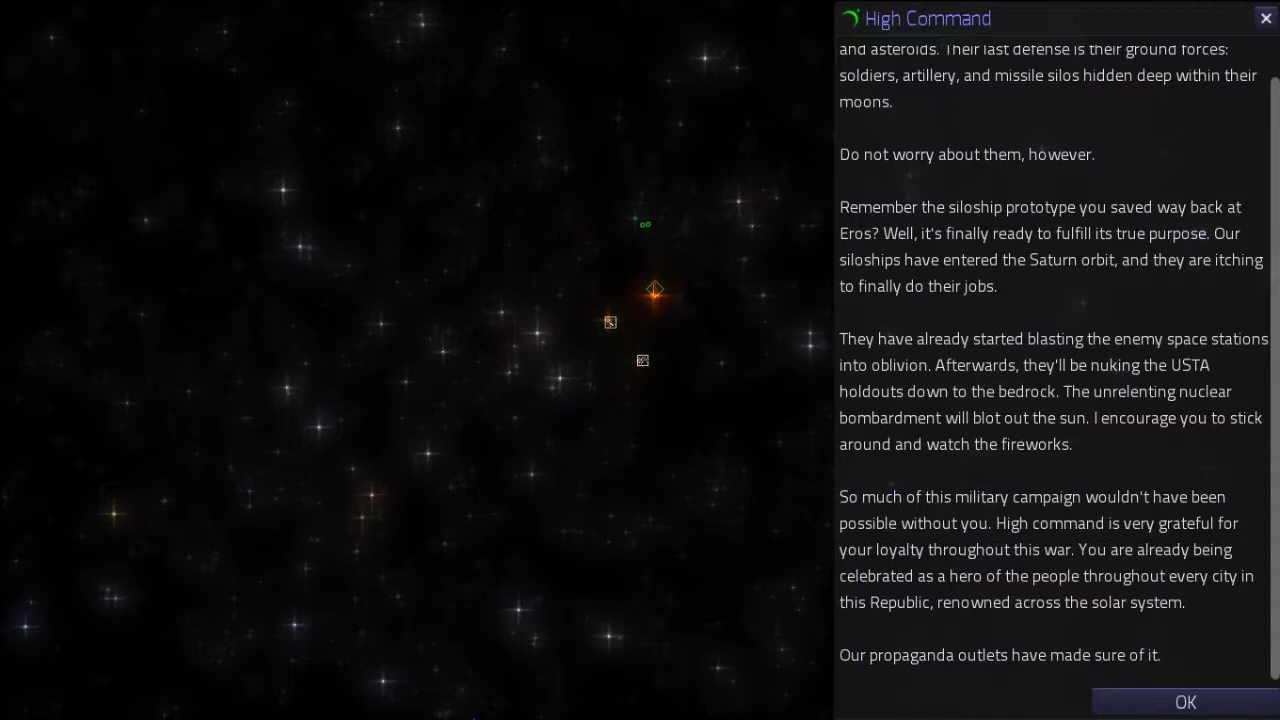 High Command
and asteroids. Their last defense is their ground forces:
soldiers, artillery, and missile silos hidden deep within their
moons.
Do not worry about them, however.
Remember the siloship prototype you saved way back at
Eros? Well, it's finally ready to fulfill its true purpose. Our
siloships have entered the Saturn orbit, and they are itching
to finally do their jobs.
They have already started blasting the enemy space stations
into oblivion. Afterwards, they'll be nuking the USTA
holdouts down to the bedrock. The unrelenting nuclear
bombardment will blot out the sun. I encourage you to stick
around and watch the fireworks.
So much of this military campaign wouldn't have been
possible without you. High command is very grateful for
your loyalty throughout this war. You are already being
celebrated as a hero of the people throughout every city in
this Republic, renowned across the solar system.
Our propaganda outlets have made sure of it.
OK